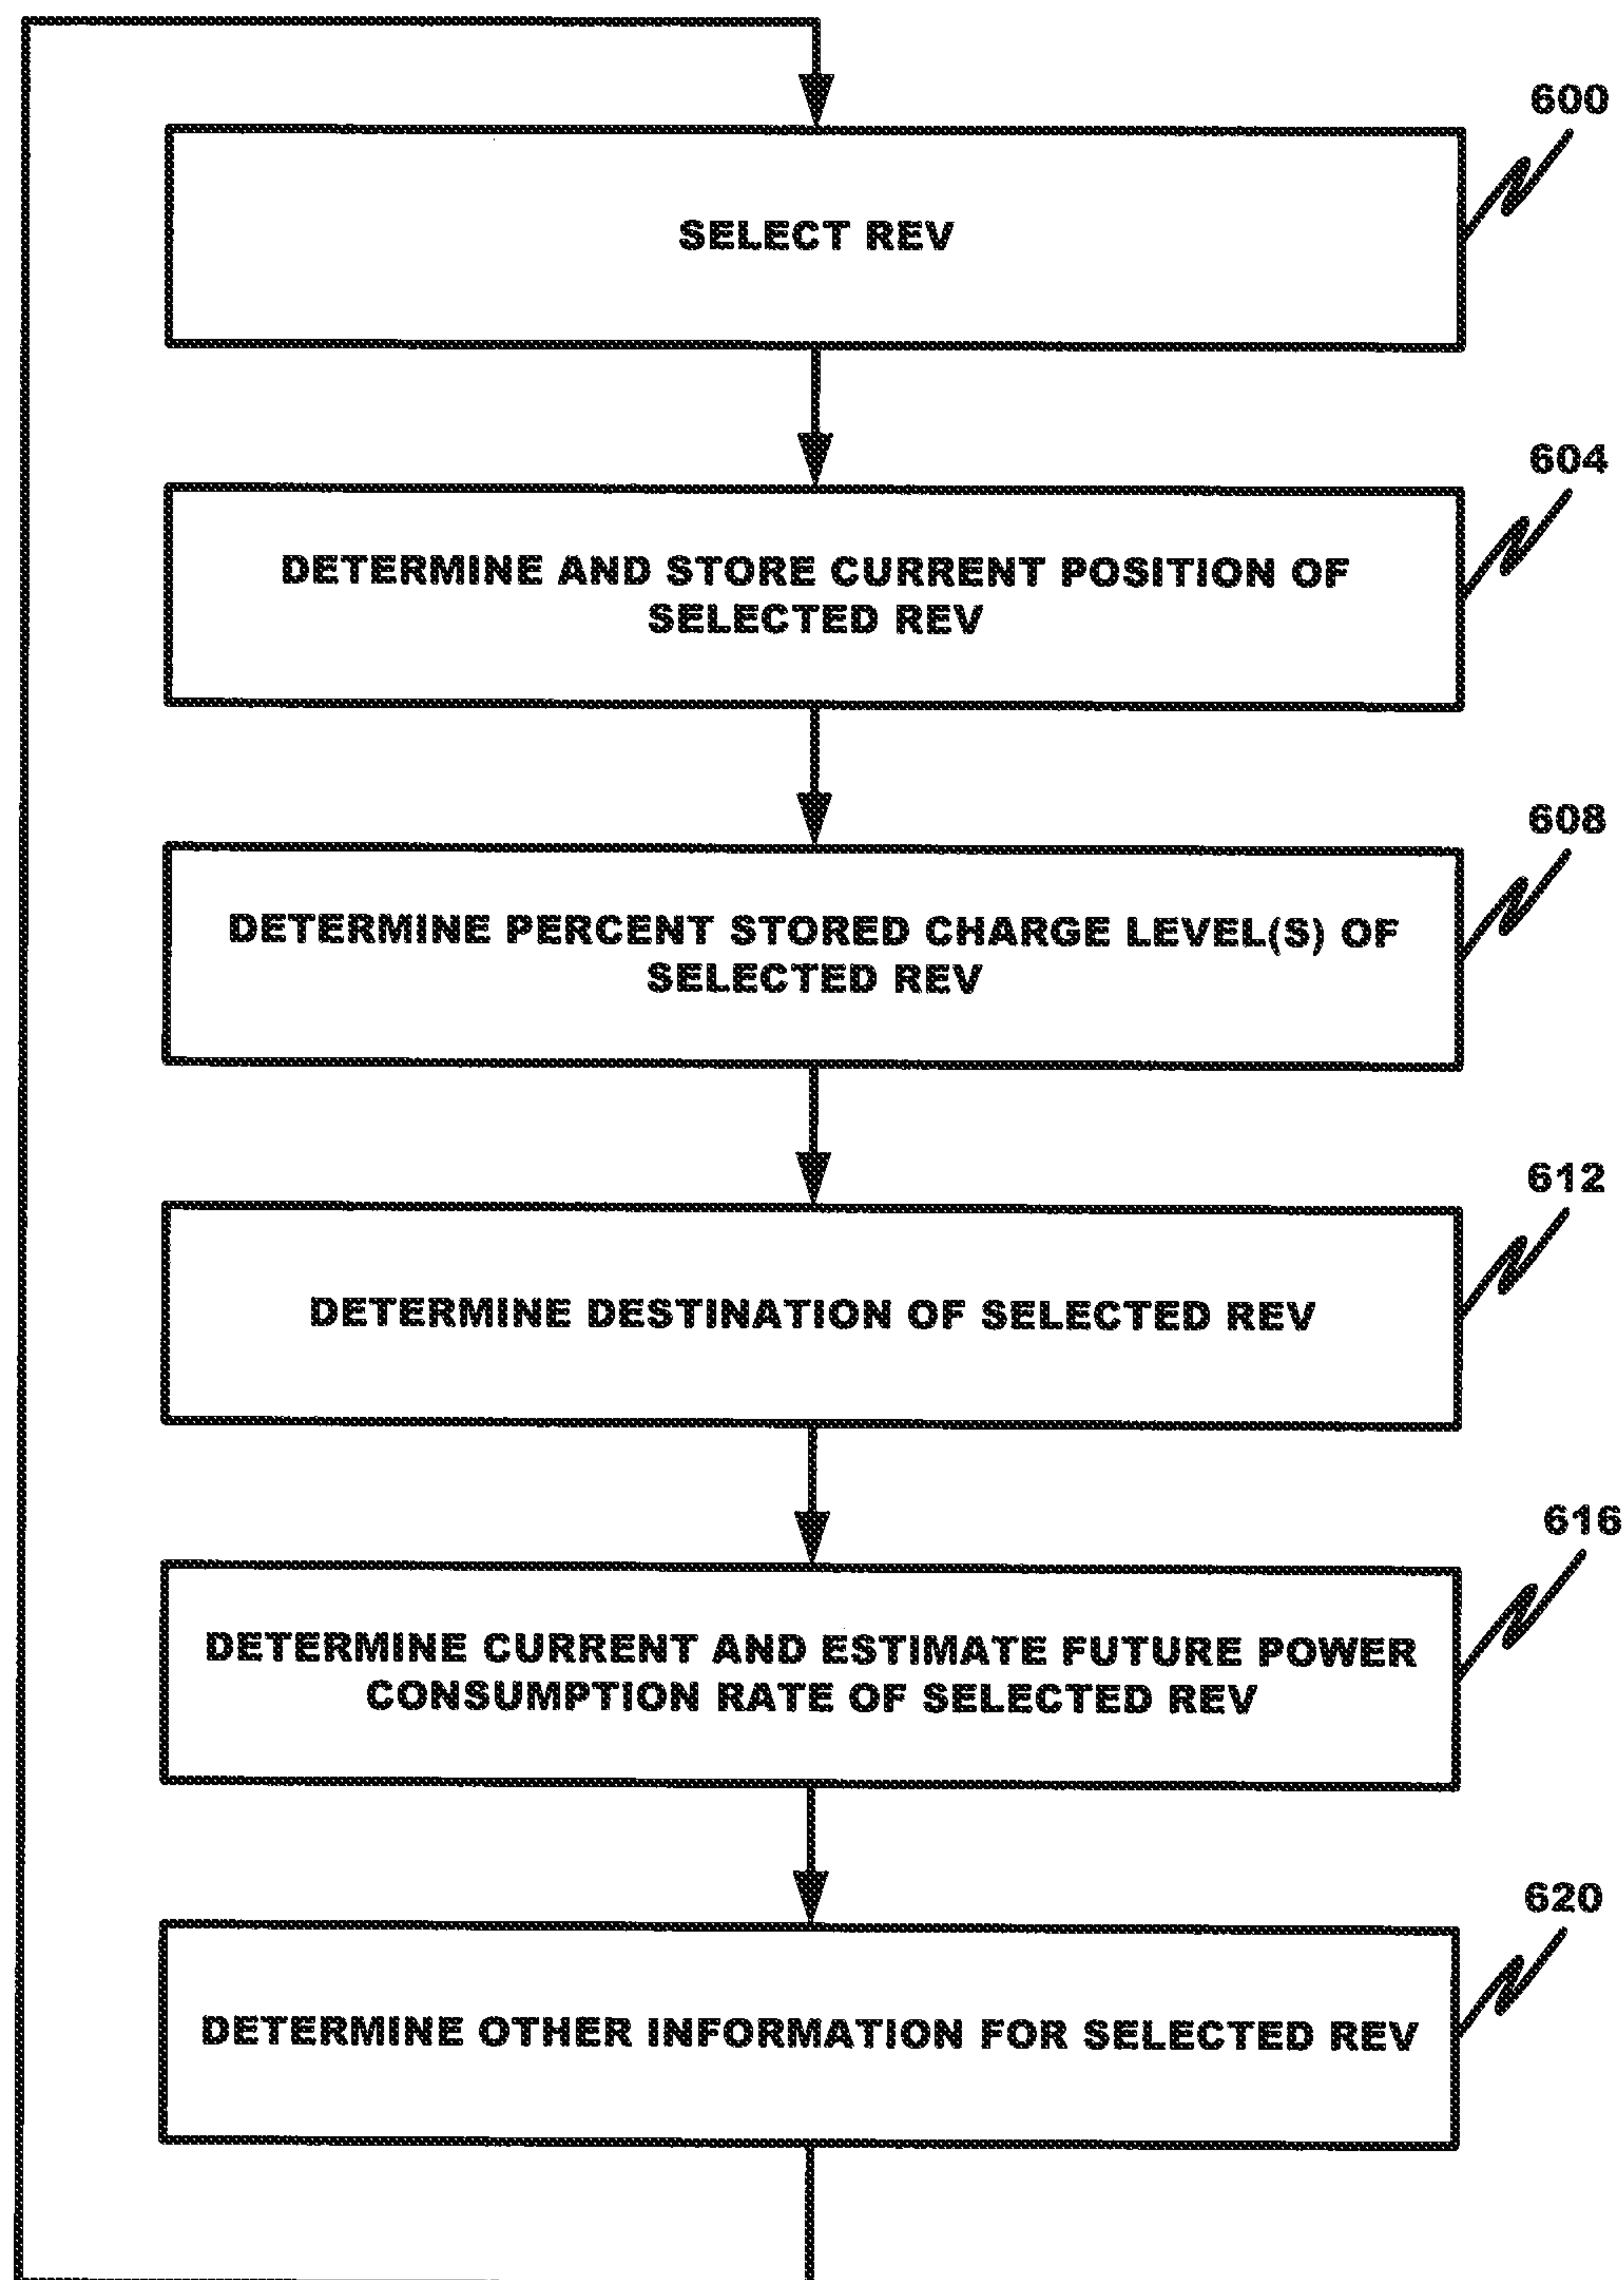 600
SELECT REV
604
DETERMINE AND STORE CURRENT POSITION OF
SELECTED REV
608
DETERMINE PERCENT STORED CHARGE LEVEL(S) OF
SELECTED REV
612
DETERMINE DESTINATION OF SELECTED REV
616
DETERMINE CURRENT AND ESTIMATE FUTURE POWER
CONSUMPTION RATE OF SELECTED REV
620
DETERMINE OTHER INFORMATION FOR SELECTED REV